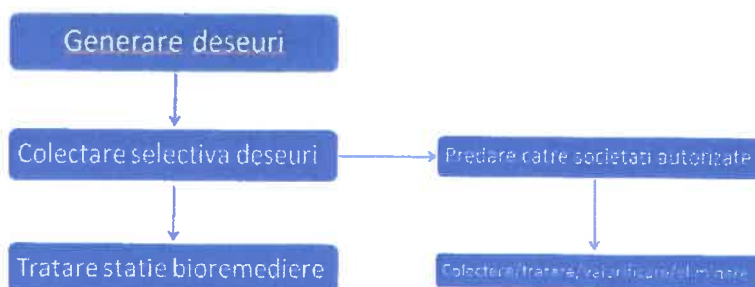 Generare deseuri
Colectare selectiva deseuri
Predare catre societati autorizate
Tratare statie bioremediere
Colectare/tratare/valorificare/eliminare